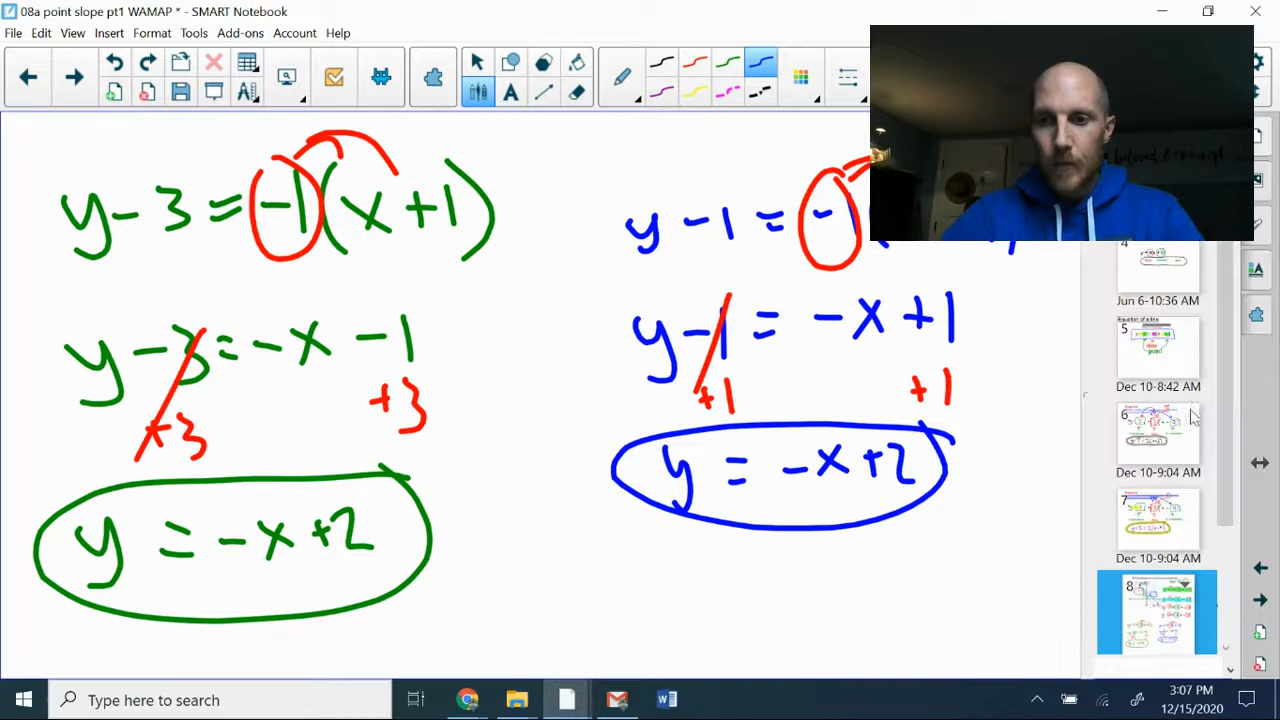 08a point slope pt1 WAMAP * - SMART Notebook
File Edit View Insert Format Tools Add-ons Account Help
y - 3 = -1(x + 1)
y - 3 = -x - 1
+3 +3
y = -x + 2
y - 1 = -1
y - 1 = -x + 1
+1 +1
y = -x + 2
4
Jun 6-10:36 AM
5
Equation of a line
Dec 10-8:42 AM
6
Dec 10-9:04 AM
7
Dec 10-9:04 AM
8
Type here to search
3:07 PM
12/15/2020